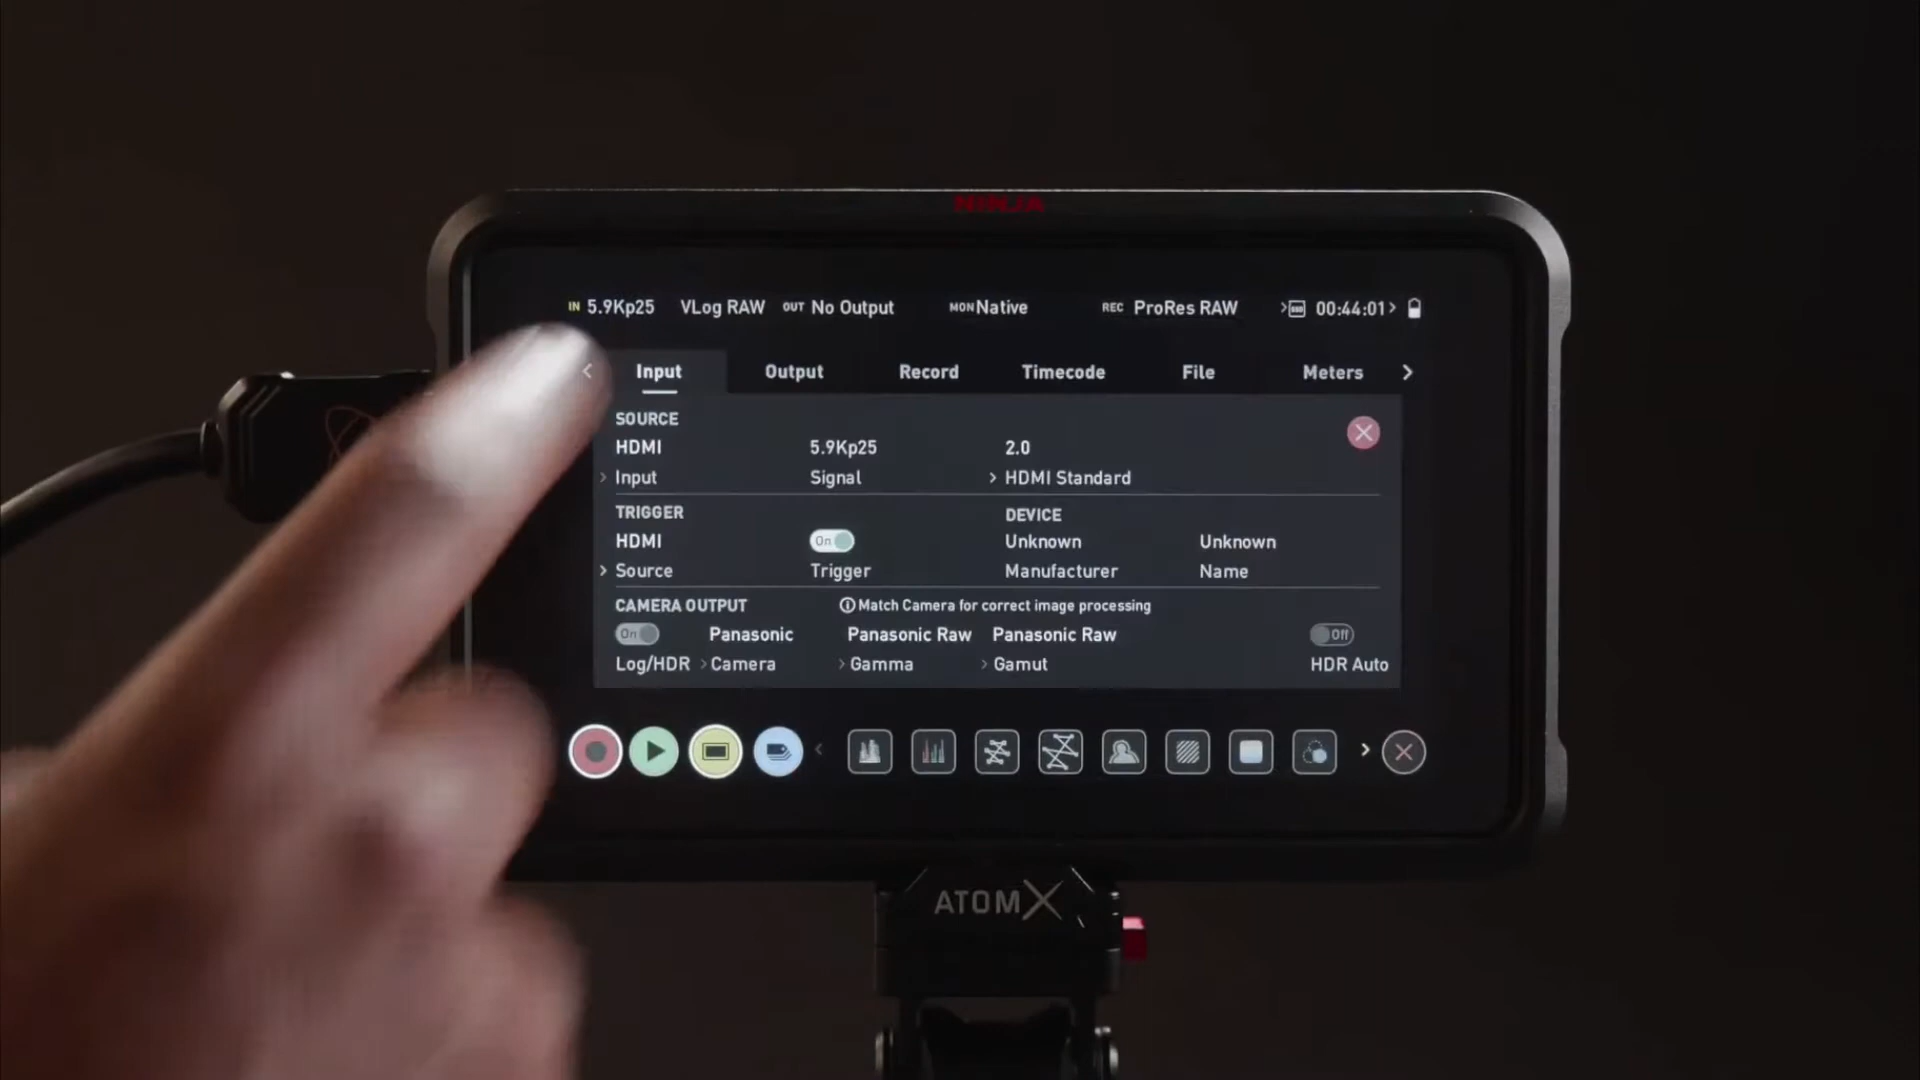 NINJA
IN 5.9Kp25 VLog RAW OUT No Output MON Native REC ProRes RAW 00:44:01
Input Output Record Timecode File Meters
SOURCE
HDMI 5.9Kp25 2.0
Input Signal HDMI Standard
TRIGGER DEVICE
HDMI On Unknown Unknown
Source Trigger Manufacturer Name
CAMERA OUTPUT Match Camera for correct image processing
On Panasonic Panasonic Raw Panasonic Raw Off
Log/HDR Camera Gamma Gamut HDR Auto
ATOMX